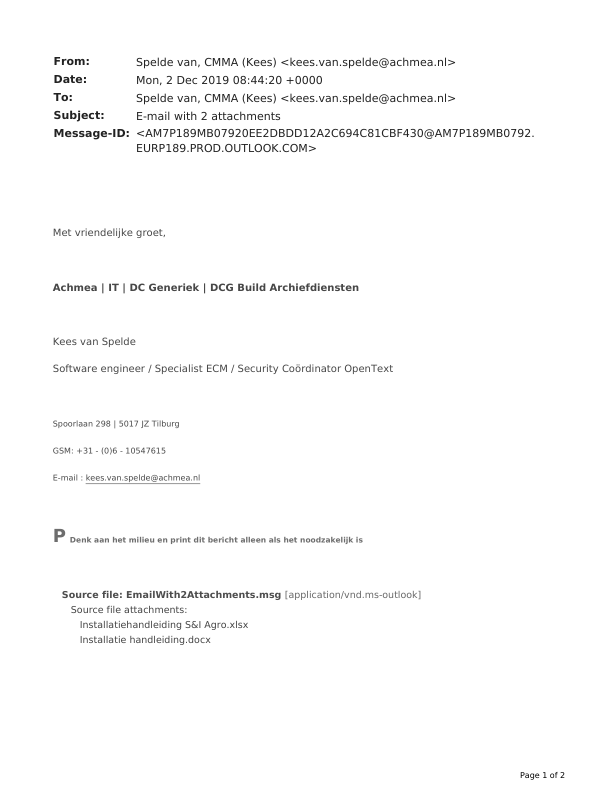 From: Spelde van, CMMA (Kees) <kees.van.spelde@achmea.nl>
Date: Mon, 2 Dec 2019 08:44:20 +0000
To: Spelde van, CMMA (Kees) <kees.van.spelde@achmea.nl>
Subject: E-mail with 2 attachments
Message-ID: <AM7P189MB07920EE2DBDD12A2C694C81CBF430@AM7P189MB0792.
EURP189.PROD.OUTLOOK.COM>
Met vriendelijke groet,
Achmea | IT | DC Generiek | DCG Build Archiefdiensten
Kees van Spelde
Software engineer / Specialist ECM / Security Coördinator OpenText
Spoorlaan 298 | 5017 JZ Tilburg
GSM: +31 - (0)6 - 10547615
E-mail : kees.van.spelde@achmea.nl
P Denk aan het milieu en print dit bericht alleen als het noodzakelijk is
Source file: EmailWith2Attachments.msg [application/vnd.ms-outlook]
Source file attachments:
Installatiehandleiding S&I Agro.xlsx
Installatie handleiding.docx
Page 1 of 2